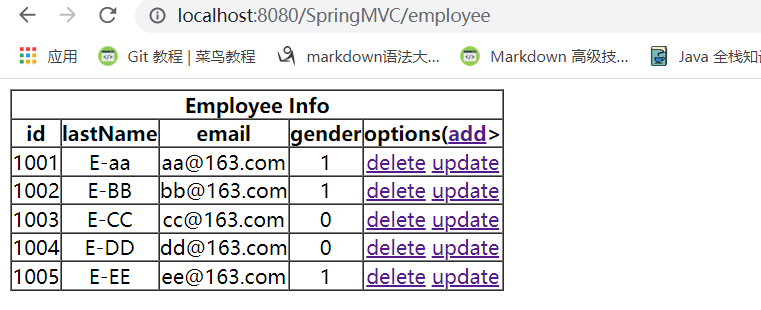 localhost:8080/SpringMVC/employee
应用 Git 教程 | 菜鸟教程 markdown语法大... Markdown 高级技... Java 全栈知
Employee Info
id lastName email gender options(add>
1001 E-aa aa@163.com 1 delete update
1002 E-BB bb@163.com 1 delete update
1003 E-CC cc@163.com 0 delete update
1004 E-DD dd@163.com 0 delete update
1005 E-EE ee@163.com 1 delete update